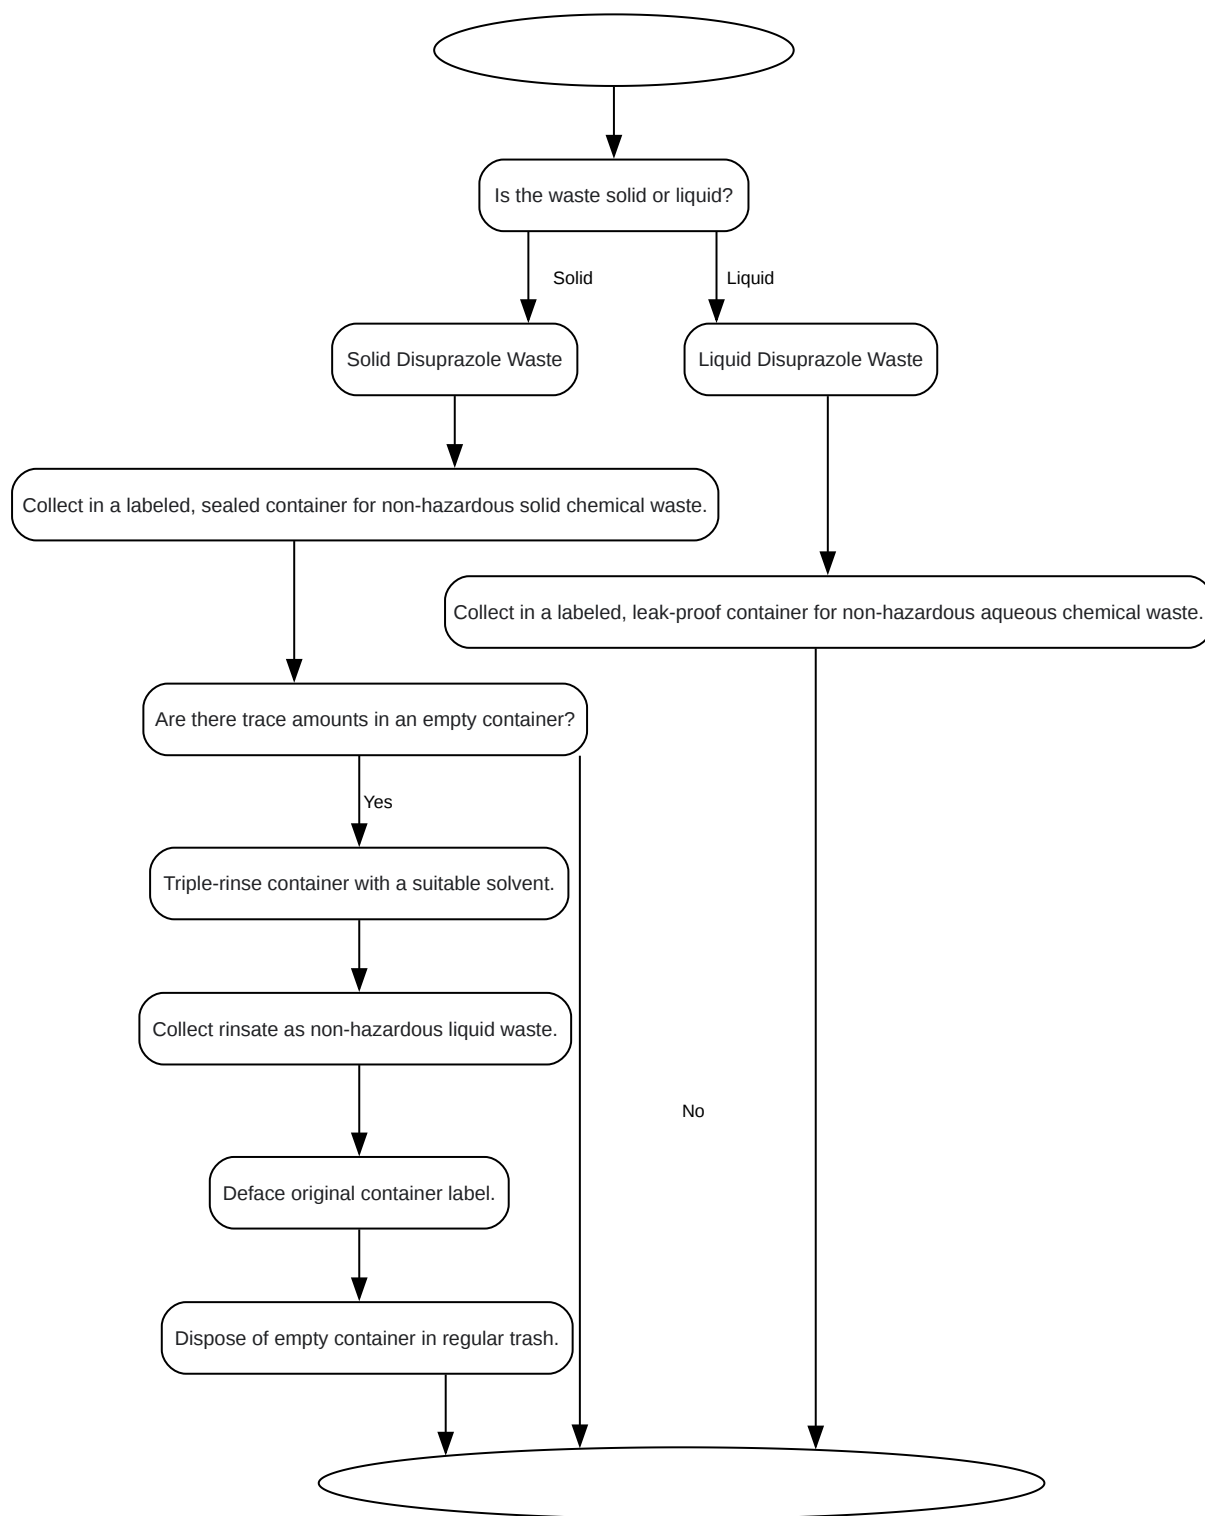 Is the waste solid or liquid?
Solid
Liquid
Solid Disuprazole Waste
Liquid Disuprazole Waste
Collect in a labeled, sealed container for non-hazardous solid chemical waste.
Collect in a labeled, leak-proof container for non-hazardous aqueous chemical waste.
Are there trace amounts in an empty container?
Yes
Triple-rinse container with a suitable solvent.
Collect rinsate as non-hazardous liquid waste.
No
Deface original container label.
Dispose of empty container in regular trash.